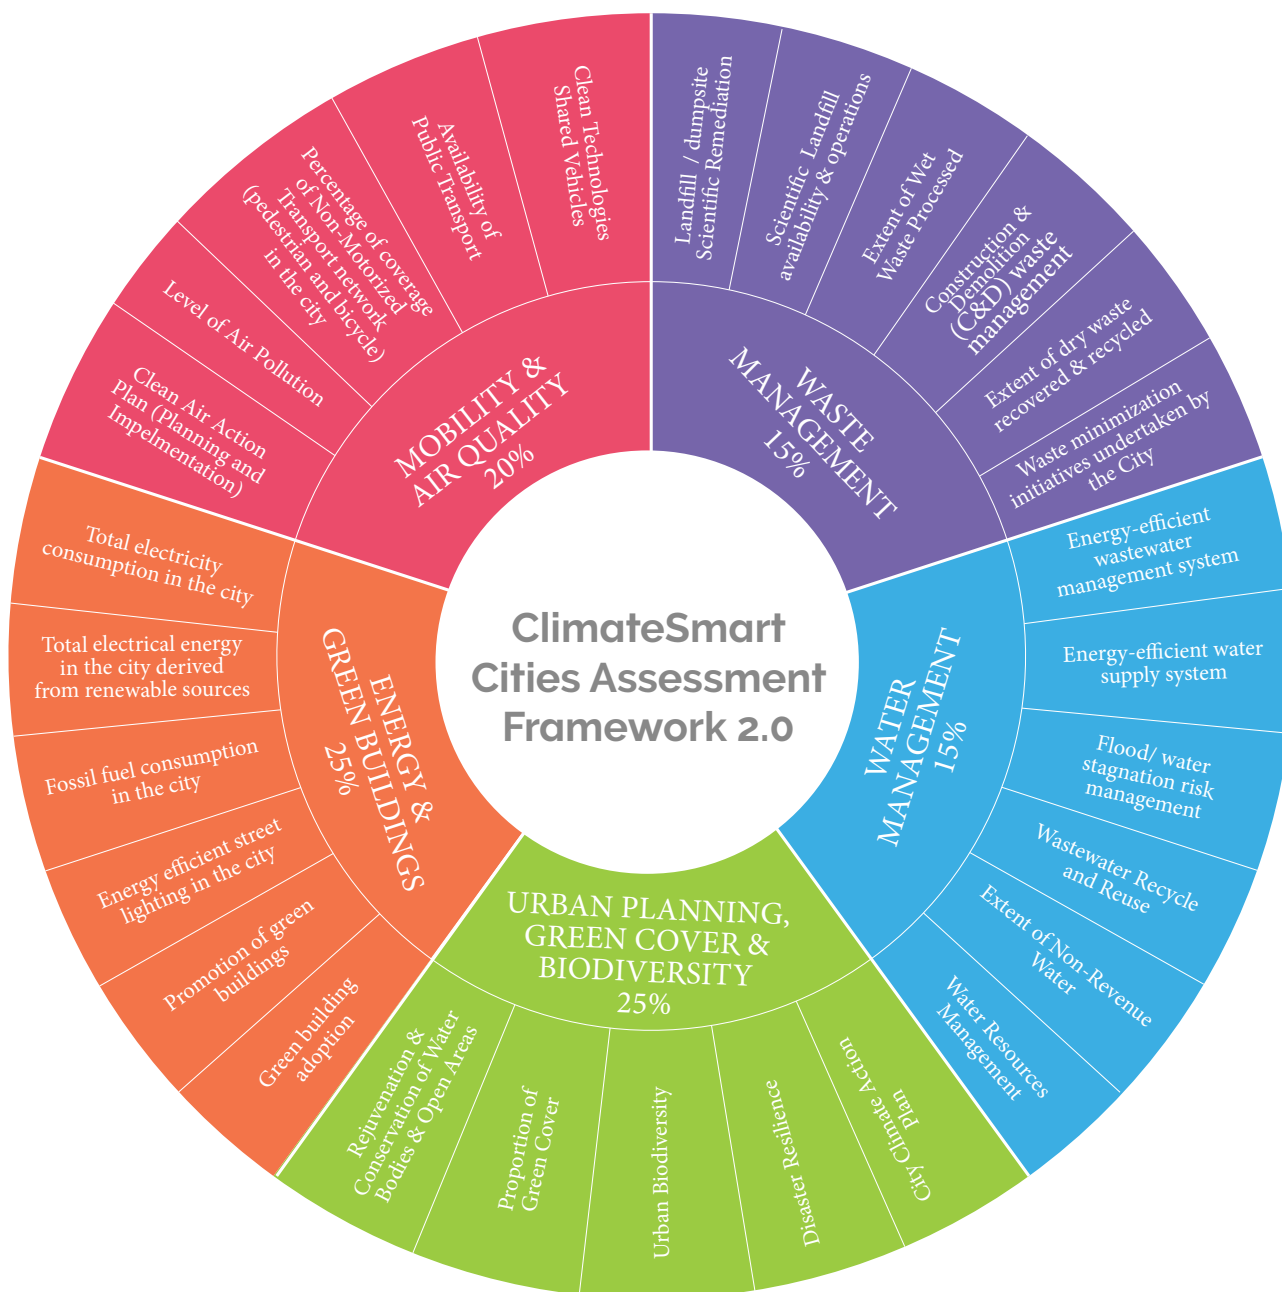 ClimateSmart
Cities Assessment
Framework 2.0
WASTE
MANAGEMENT
15%
Landfill / dumpsite
Scientific Remediation
Scientific Landfill
availability & operations
Extent of Wet
Waste Processed
Construction &
Demolition
(C&D) waste
management
Extent of dry waste
recovered & recycled
Waste minimization
initiatives undertaken by
the City
WATER
MANAGEMENT
15%
Energy-efficient
wastewater
management system
Energy-efficient water
supply system
Flood/ water
stagnation risk
management
Wastewater Recycle
and Reuse
Extent of Non-Revenue
Water
Water Resources
Management
URBAN PLANNING,
GREEN COVER &
BIODIVERSITY
25%
City Climate Action
Plan
Disaster Resilience
Urban Biodiversity
Proportion of
Green Cover
Rejuvenation &
Conservation of Water
Bodies & Open Areas
ENERGY &
GREEN BUILDINGS
25%
Green building
adoption
Promotion of green
buildings
Energy efficient street
lighting in the city
Fossil fuel consumption
in the city
Total electrical energy
in the city derived
from renewable sources
Total electricity
consumption in the city
MOBILITY &
AIR QUALITY
20%
Clean Air Action
Plan (Planning and
Impelmentation)
Level of Air Pollution
Percentage of coverage
of Non-Motorized
Transport network
(pedestrian and bicycle)
in the city
Availability of
Public Transport
Clean Technologies
Shared Vehicles